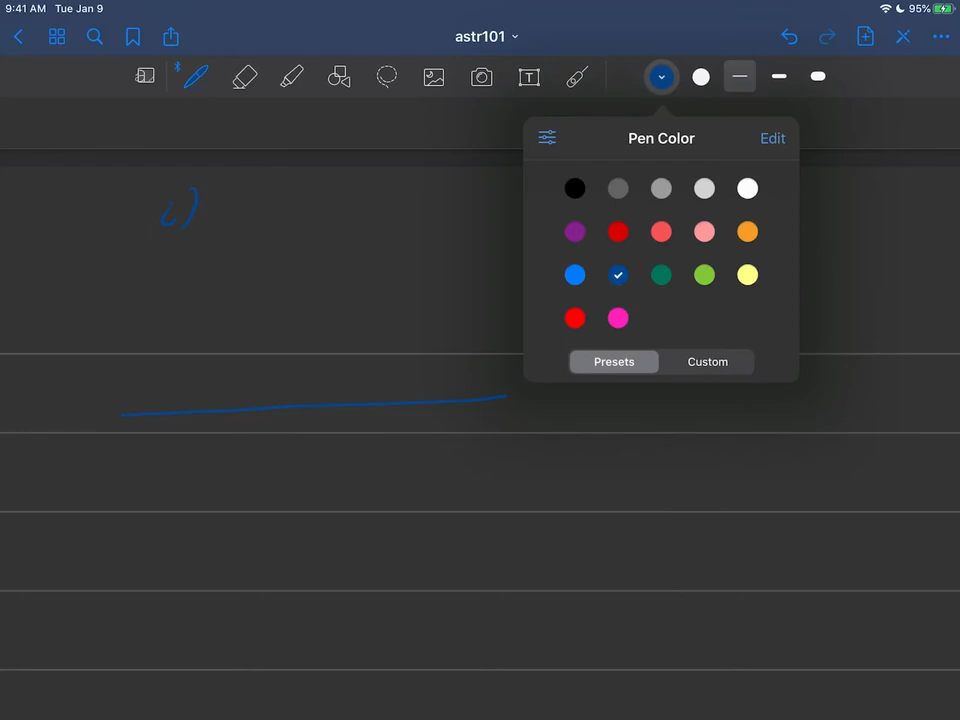 9:41 AM Tue Jan 9 95%
astr101
T
Pen Color Edit
i)
Presets Custom